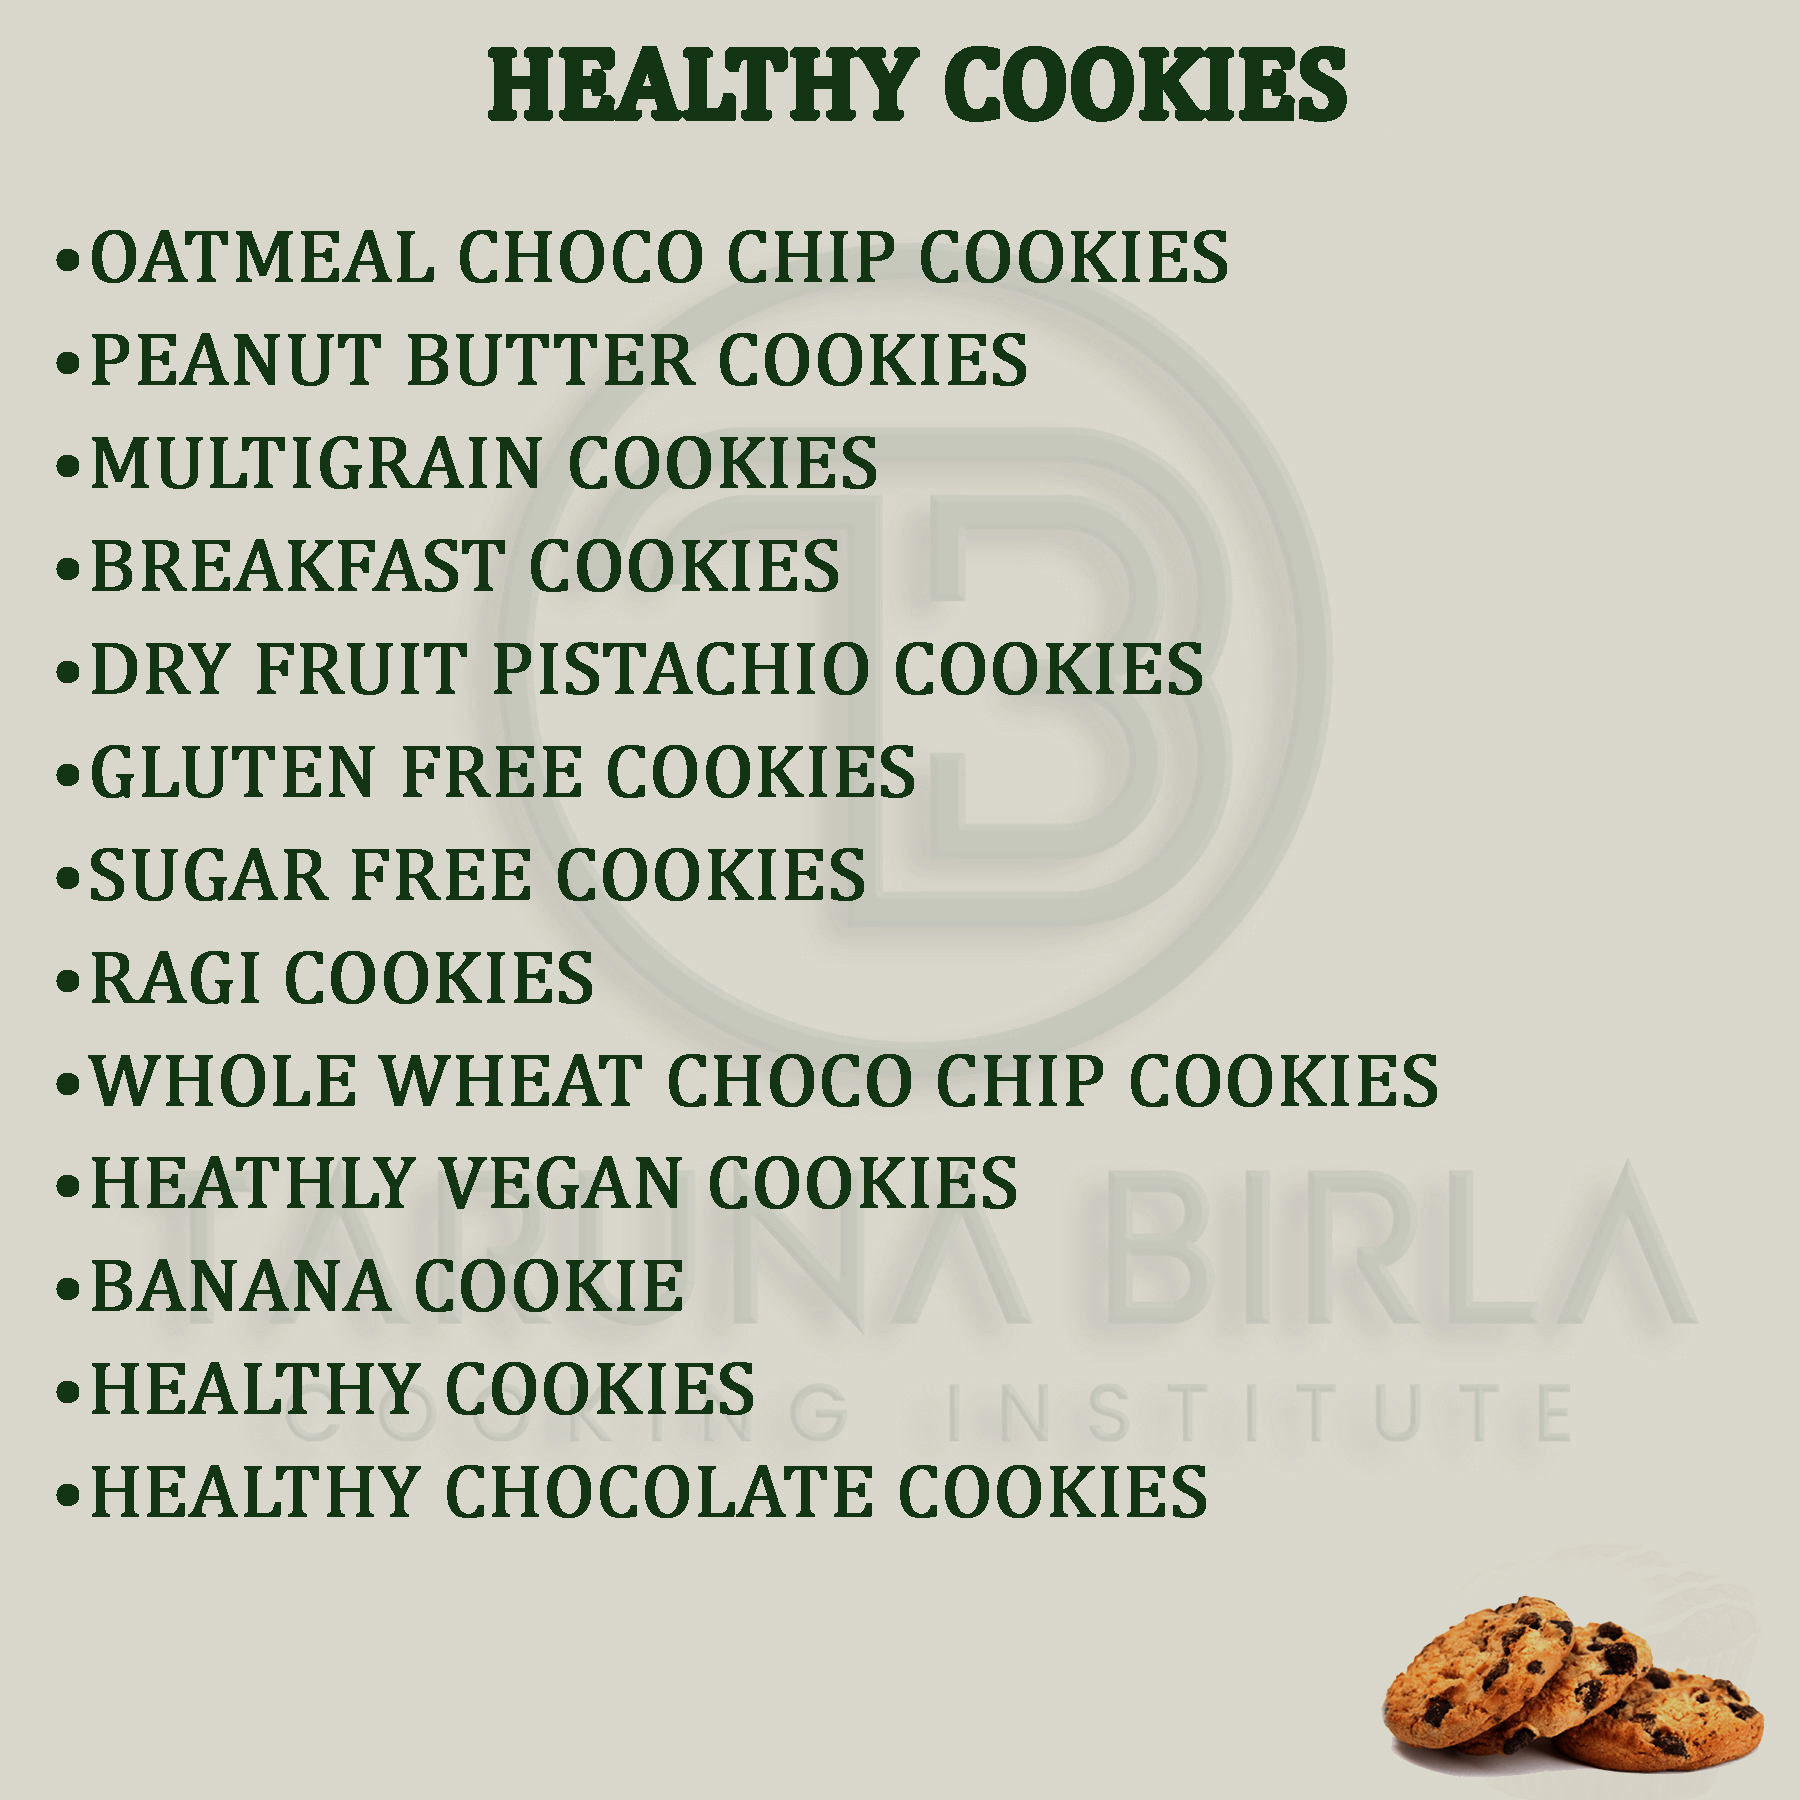 HEALTHY COOKIES
•OATMEAL CHOCO CHIP COOKIES
•PEANUT BUTTER COOKIES
•MULTIGRAIN COOKIES
•BREAKFAST COOKIES
•DRY FRUIT PISTACHIO COOKIES
•GLUTEN FREE COOKIES
•SUGAR FREE COOKIES
•RAGI COOKIES
•WHOLE WHEAT CHOCO CHIP COOKIES
•HEATHLY VEGAN COOKIES
•BANANA COOKIE
•HEALTHY COOKIES
•HEALTHY CHOCOLATE COOKIES
TB
TARUNA BIRLA
COOKING INSTITUTE